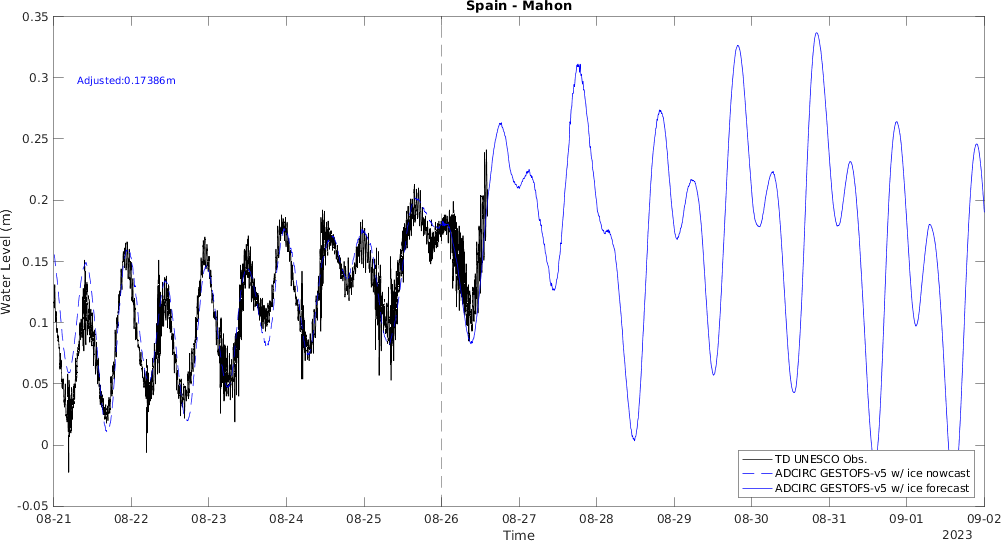 Spain - Mahon
0.35
0.3
0.25
0.2
0.15
0.1
0.05
0
-0.05
Water Level (m)
Adjusted:0.17386m
TD UNESCO Obs.
ADCIRC GESTOFS-v5 w/ ice nowcast
ADCIRC GESTOFS-v5 w/ ice forecast
08-21 08-22 08-23 08-24 08-25 08-26 08-27 08-28 08-29 08-30 08-31 09-01 09-02
Time
2023